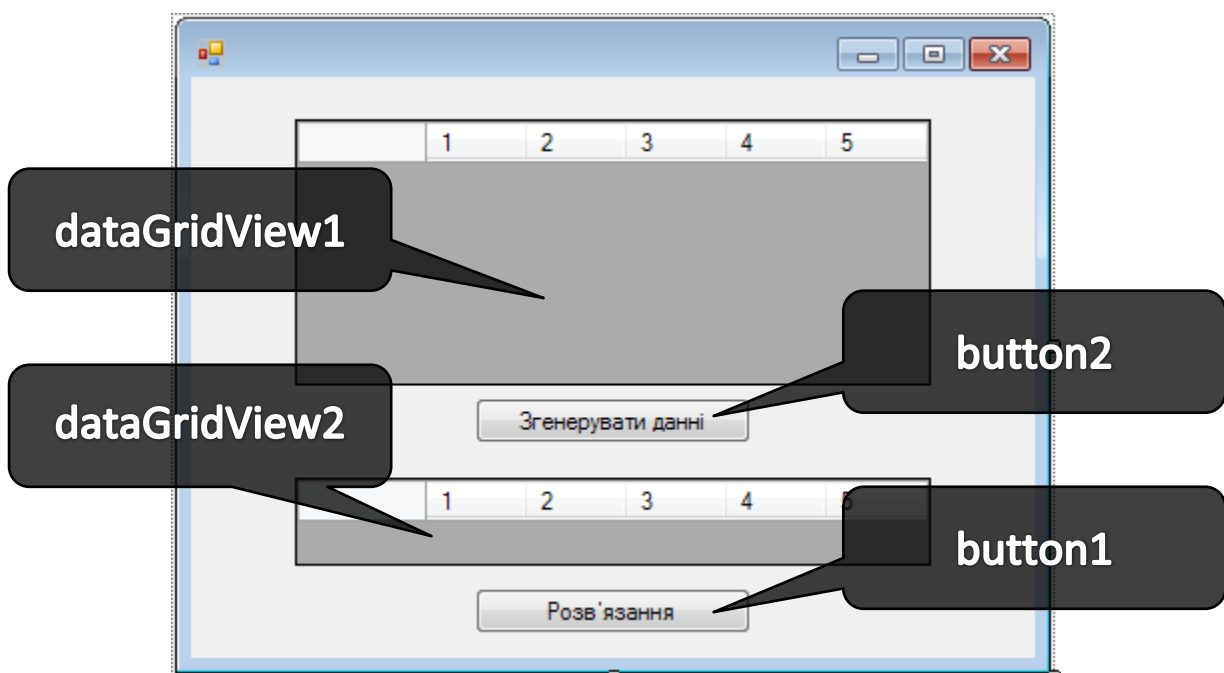 1 2 3 4 5
dataGridView1
button2
Згенерувати данні
dataGridView2
1 2 3 4 5
button1
Розв'язання